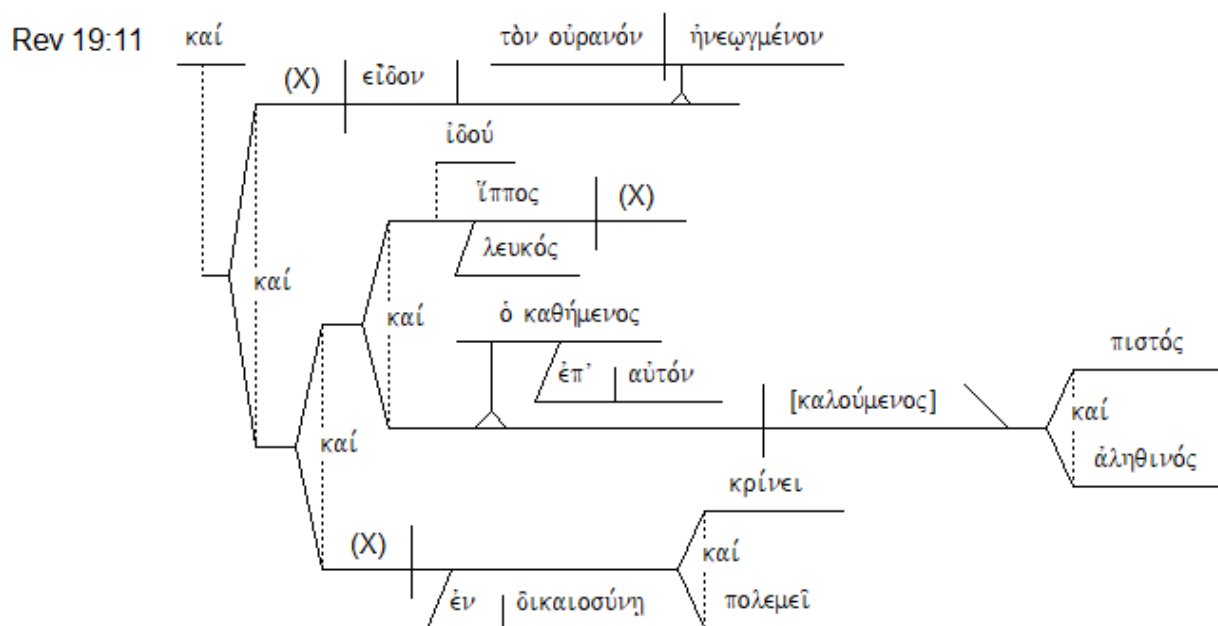 Rev 19:11 καί
τὸν οὐρανόν ἠνεῳγμένον
(X) εἶδον
ἰδού
ἵππος (X)
λευκός
καί
καί
ὁ καθήμενος
ἐπ' αὐτόν
πιστός
[καλούμενος]
καί
καί
ἀληθινός
κρίνει
(X)
καί
ἐν δικαιοσύνῃ
πολεμεῖ